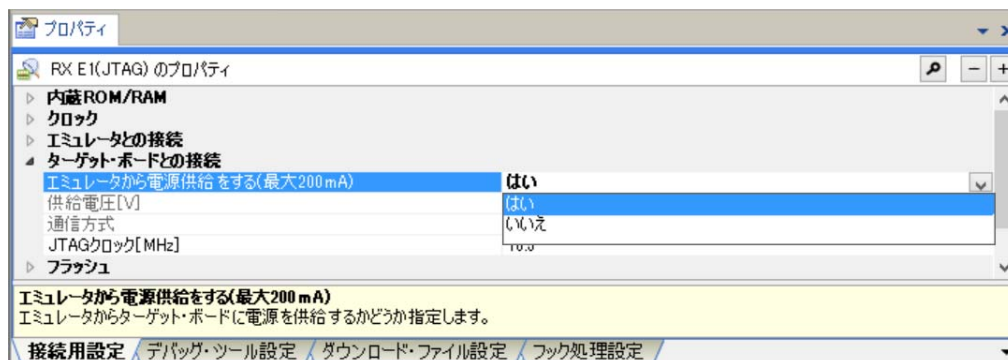 プロパティ
RX E1(JTAG) のプロパティ
内蔵ROM/RAM
クロック
エミュレータとの接続
ターゲット・ボードとの接続
エミュレータから電源供給をする(最大200mA) はい
供給電圧[V] はい
通信方式 いいえ
JTAGクロック[MHz]
フラッシュ
エミュレータから電源供給をする(最大200mA)
エミュレータからターゲット・ボードに電源を供給するかどうか指定します。
接続用設定 デバッグ・ツール設定 ダウンロード・ファイル設定 フック処理設定